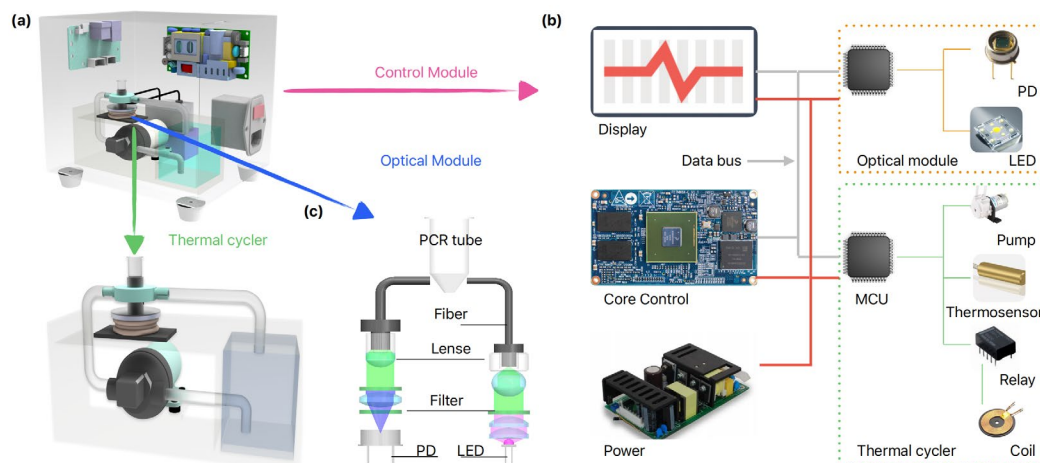 (a)
Control Module
Optical Module
Thermal cycler
(b)
Display
Data bus
Core Control
Power
Optical module
PD
LED
MCU
Pump
Thermosensor
Relay
Coil
Thermal cycler
(c)
PCR tube
Fiber
Lense
Filter
PD
LED